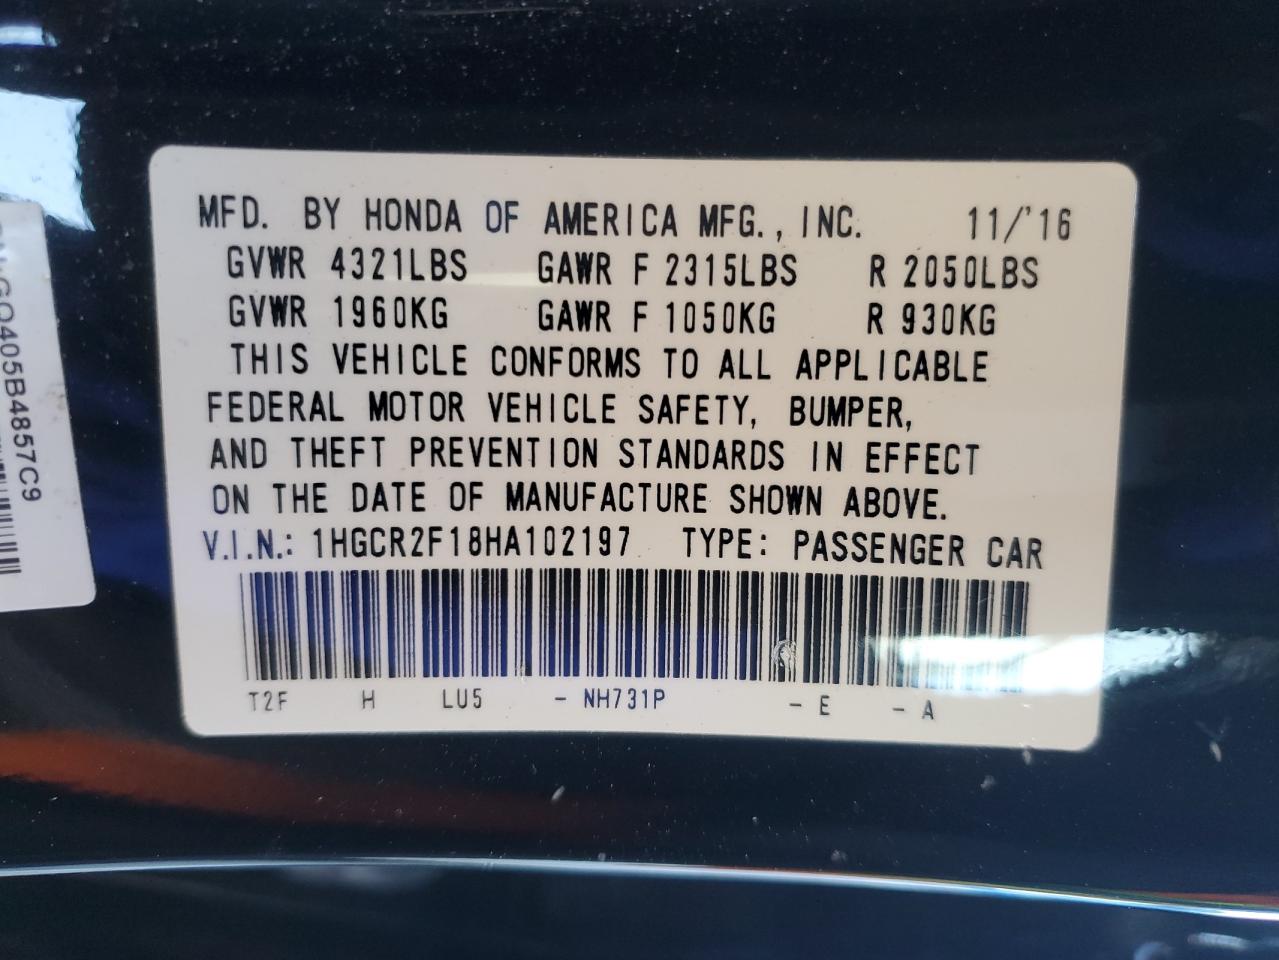 MFD. BY HONDA OF AMERICA MFG., INC. 11/'16
GVWR 4321LBS GAWR F 2315LBS R 2050LBS
GVWR 1960KG GAWR F 1050KG R 930KG
THIS VEHICLE CONFORMS TO ALL APPLICABLE
FEDERAL MOTOR VEHICLE SAFETY, BUMPER,
AND THEFT PREVENTION STANDARDS IN EFFECT
ON THE DATE OF MANUFACTURE SHOWN ABOVE.
V.I.N.: 1HGCR2F18HA102197 TYPE: PASSENGER CAR
T2F H LU5 - NH731P - E - A